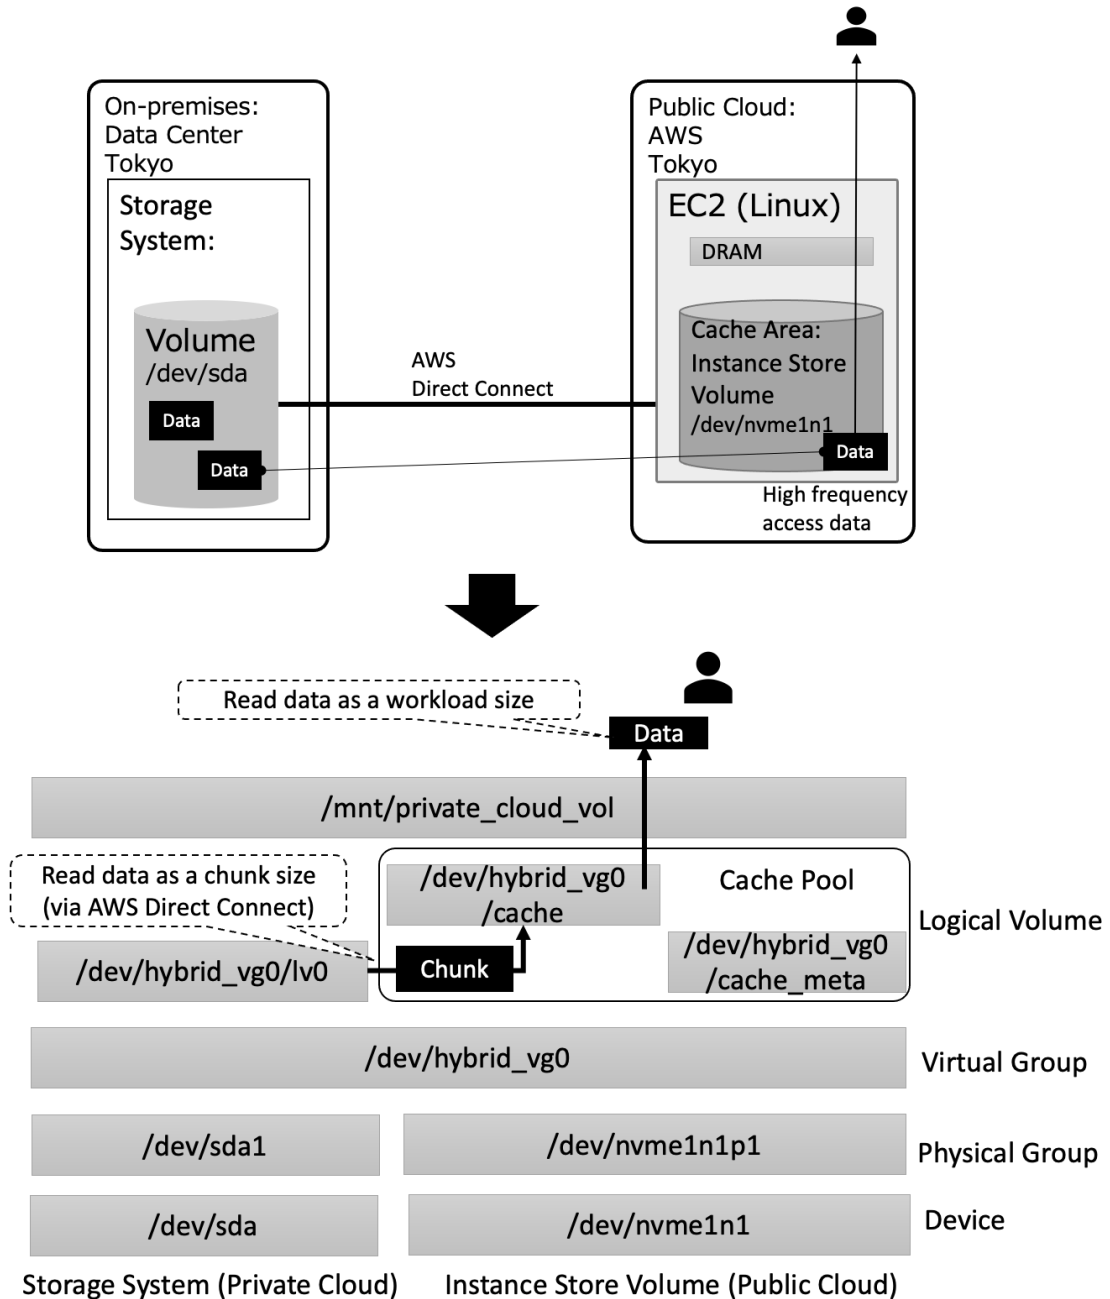 On-premises:
Data Center
Tokyo
Storage
System:
Volume
/dev/sda
Data
Data
AWS
Direct Connect
Public Cloud:
AWS
Tokyo
EC2 (Linux)
DRAM
Cache Area:
Instance Store
Volume
/dev/nvme1n1
Data
High frequency
access data
Read data as a workload size
Data
/mnt/private_cloud_vol
Read data as a chunk size
(via AWS Direct Connect)
/dev/hybrid_vg0
/cache
Cache Pool
Logical Volume
/dev/hybrid_vg0/lv0
Chunk
/dev/hybrid_vg0
/cache_meta
/dev/hybrid_vg0
Virtual Group
/dev/sda1
/dev/nvme1n1p1
Physical Group
/dev/sda
/dev/nvme1n1
Device
Storage System (Private Cloud)
Instance Store Volume (Public Cloud)